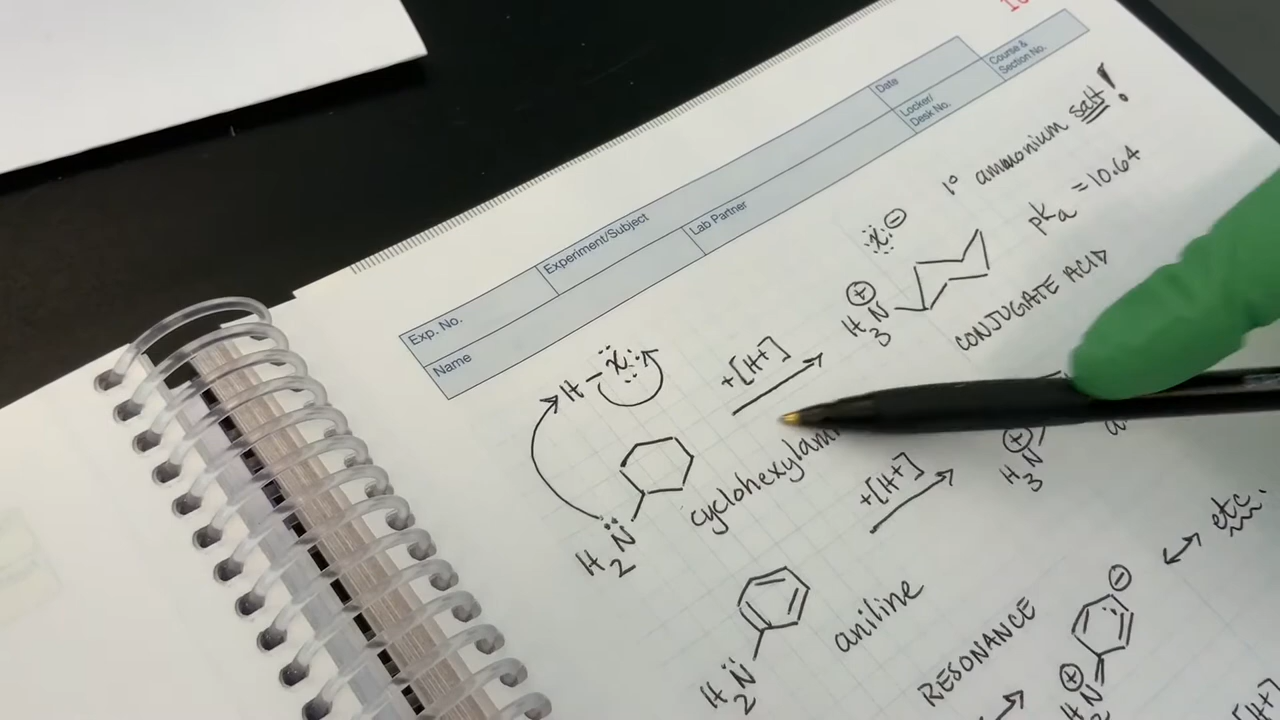 Exp. No.
Experiment/Subject
Date
Name
Lab Partner
Locker/
Desk No.
Course &
Section No.
1° ammonium salt!
pKa = 10.64
CONJUGATE ACID
:Ẍ:⊖
⊕
H3N
H–Ẍ:
+[H+]
H2N̈
⊕
H3N
+[H+]
H2N̈
aniline
RESONANCE
⊖
⊕
H2N
↔ etc.
[H+]